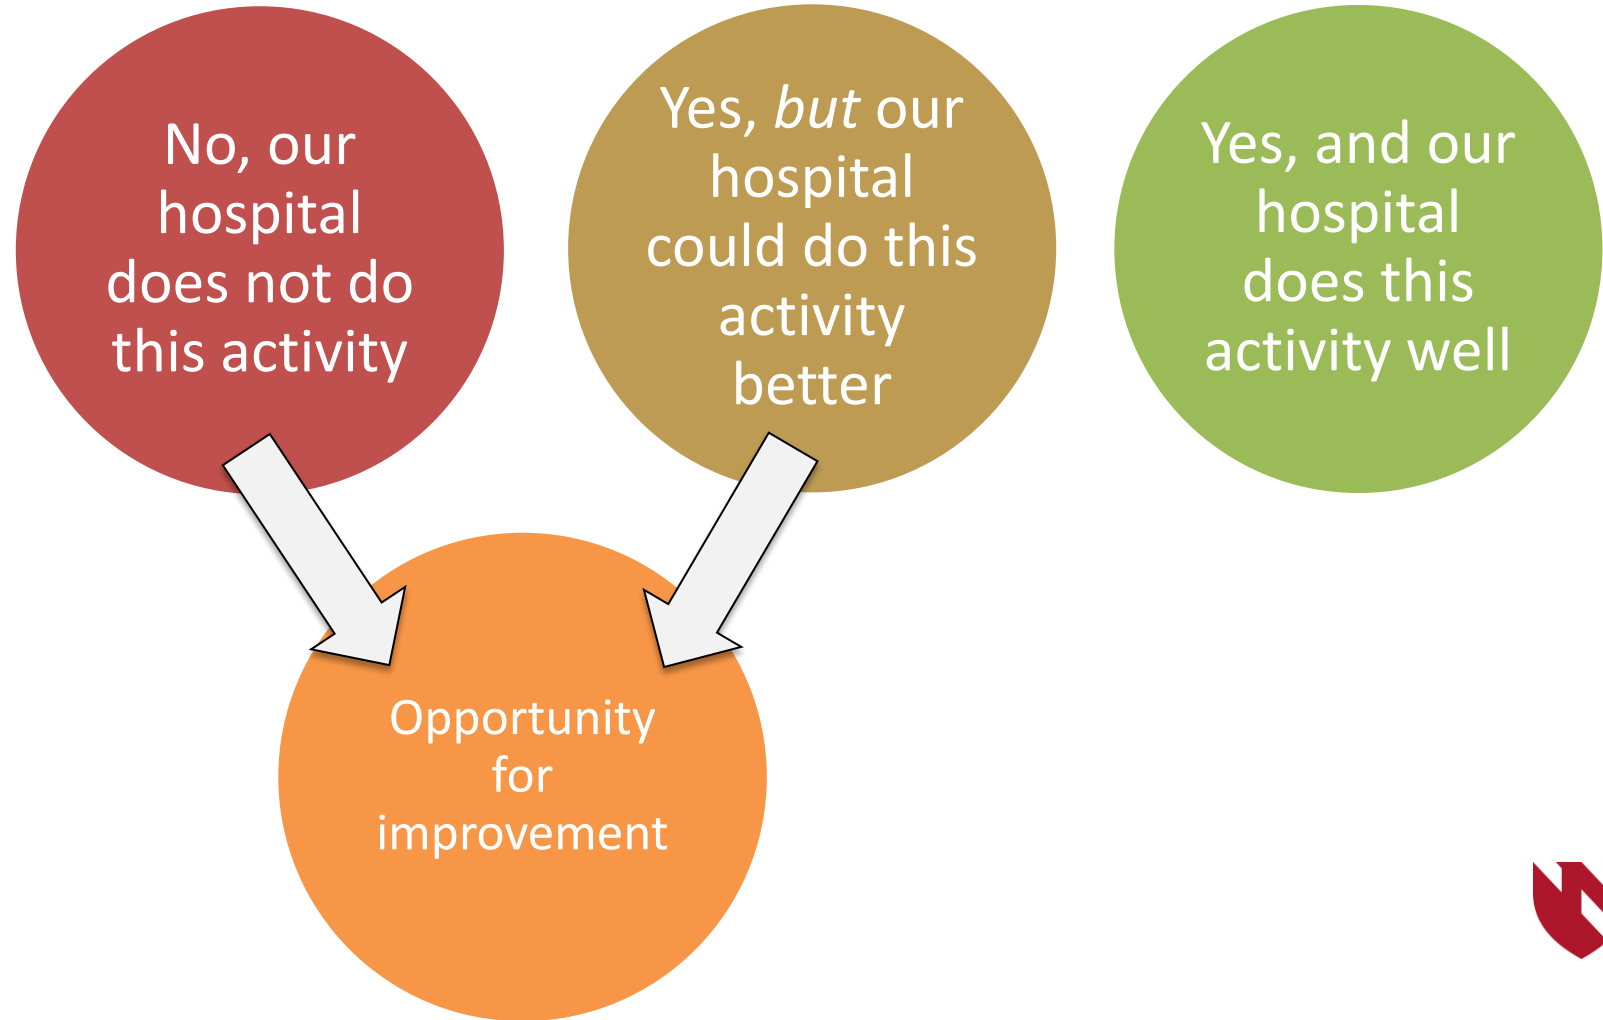 No, our
hospital
does not do
this activity
Yes, but our
hospital
could do this
activity
better
Yes, and our
hospital
does this
activity well
Opportunity
for
improvement